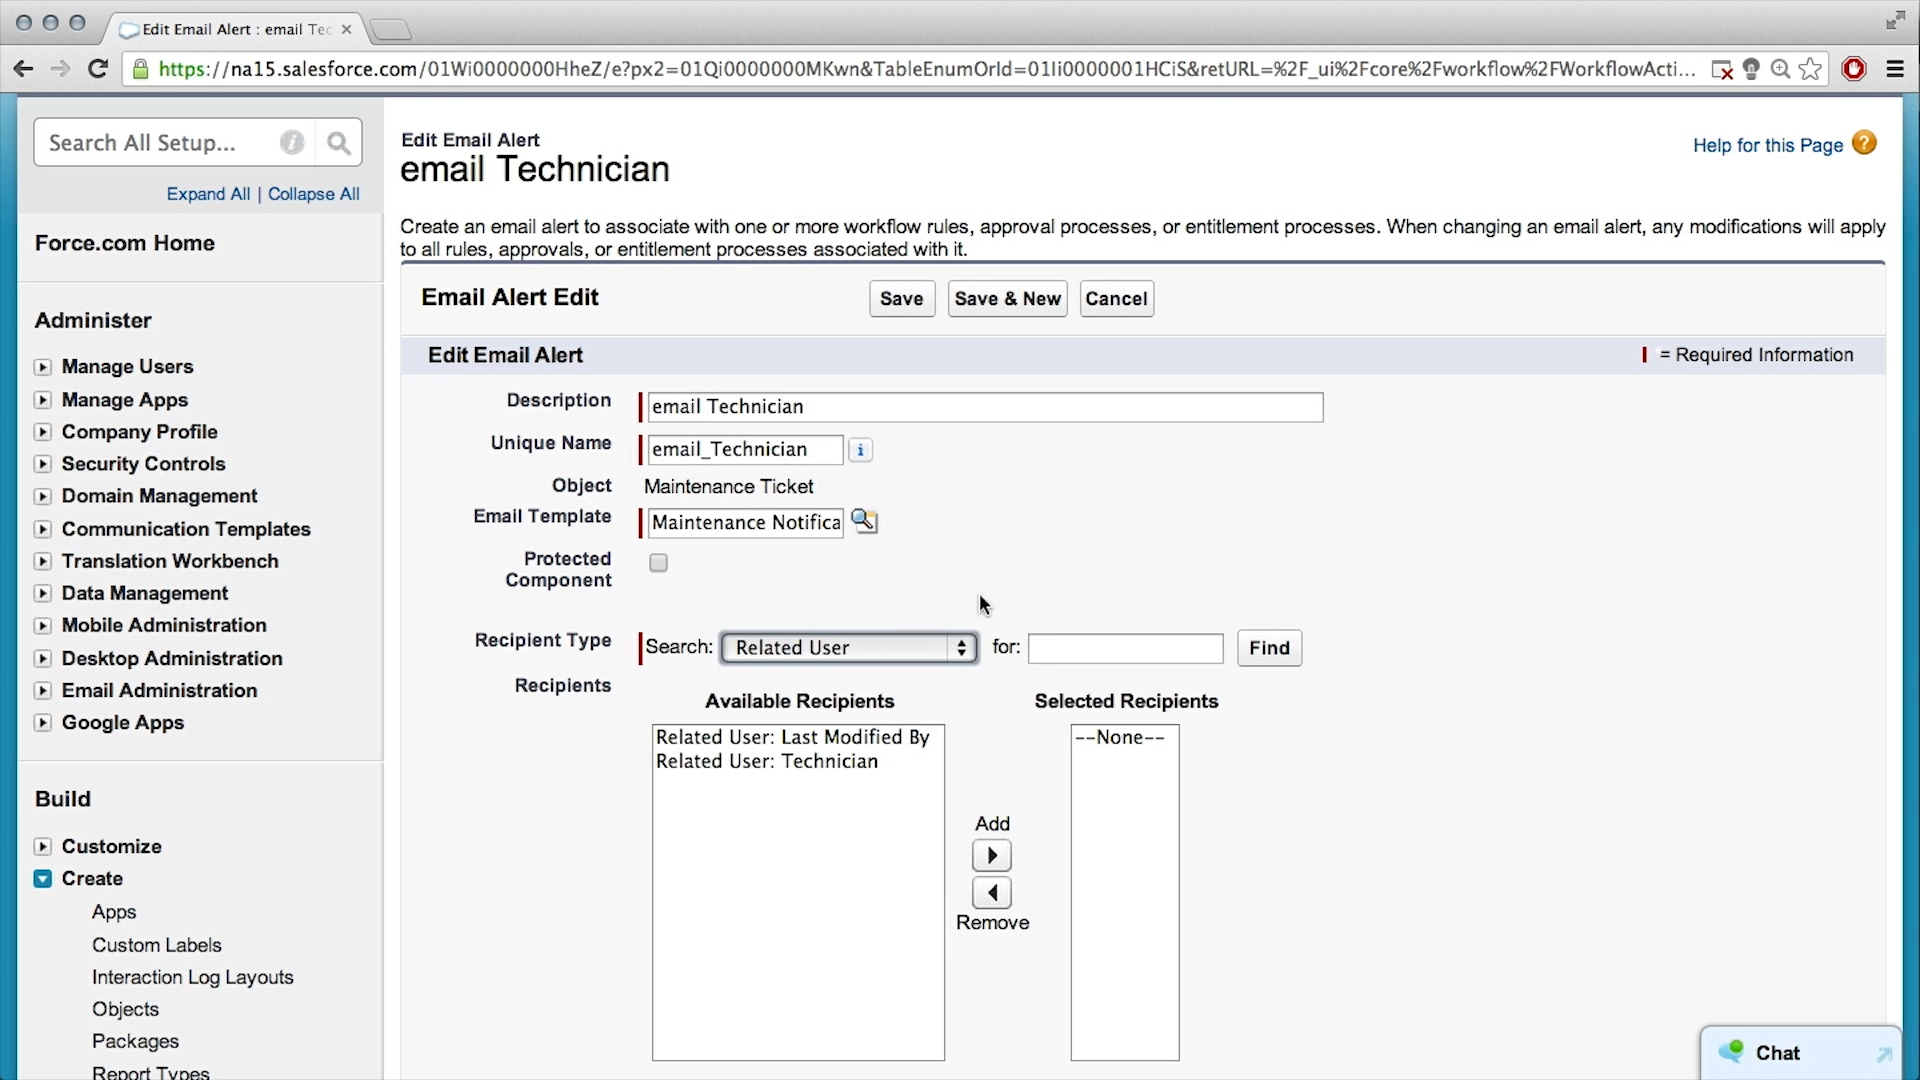 Edit Email Alert : email Tec
https://na15.salesforce.com/01Wi0000000HheZ/e?px2=01Qi0000000MKwn&TableEnumOrId=01Ii0000001HCiS&retURL=%2F_ui%2Fcore%2Fworkflow%2FWorkflowActi...
Search All Setup...
Expand All | Collapse All
Force.com Home
Administer
Manage Users
Manage Apps
Company Profile
Security Controls
Domain Management
Communication Templates
Translation Workbench
Data Management
Mobile Administration
Desktop Administration
Email Administration
Google Apps
Build
Customize
Create
Apps
Custom Labels
Interaction Log Layouts
Objects
Packages
Report Types
Edit Email Alert
email Technician
Help for this Page ?
Create an email alert to associate with one or more workflow rules, approval processes, or entitlement processes. When changing an email alert, any modifications will apply
to all rules, approvals, or entitlement processes associated with it.
Email Alert Edit
Save
Save & New
Cancel
Edit Email Alert
= Required Information
Description
email Technician
Unique Name
email_Technician
i
Object
Maintenance Ticket
Email Template
Maintenance Notifica
Protected
Component
Recipient Type
Search:
Related User
for:
Find
Recipients
Available Recipients
Selected Recipients
Related User: Last Modified By
Related User: Technician
--None--
Add
Remove
Chat